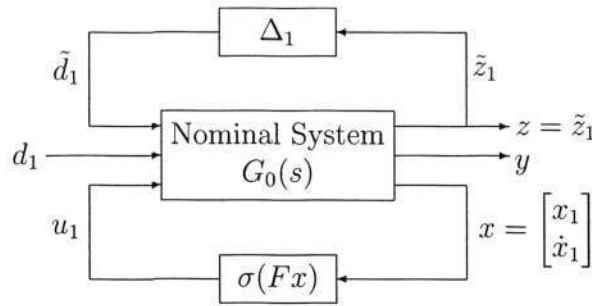 Δ₁
d̃₁
z̃₁
Nominal System
G₀(s)
z = z̃₁
d₁
y
u₁
x = [x₁ ẋ₁]
σ(Fx)